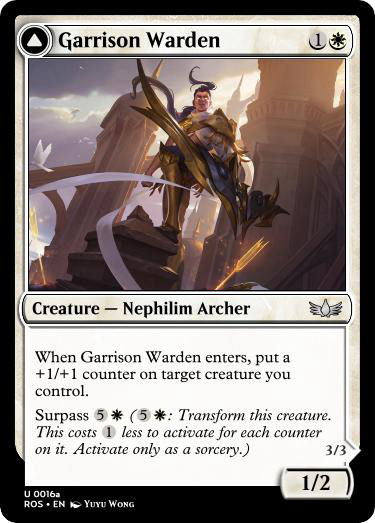 Garrison Warden 1
Creature — Nephilim Archer
When Garrison Warden enters, put a
+1/+1 counter on target creature you
control.
Surpass 5 (5: Transform this creature.
This costs 1 less to activate for each counter
on it. Activate only as a sorcery.)
3/3
1/2
U 0016a
ROS • EN Yuyu Wong